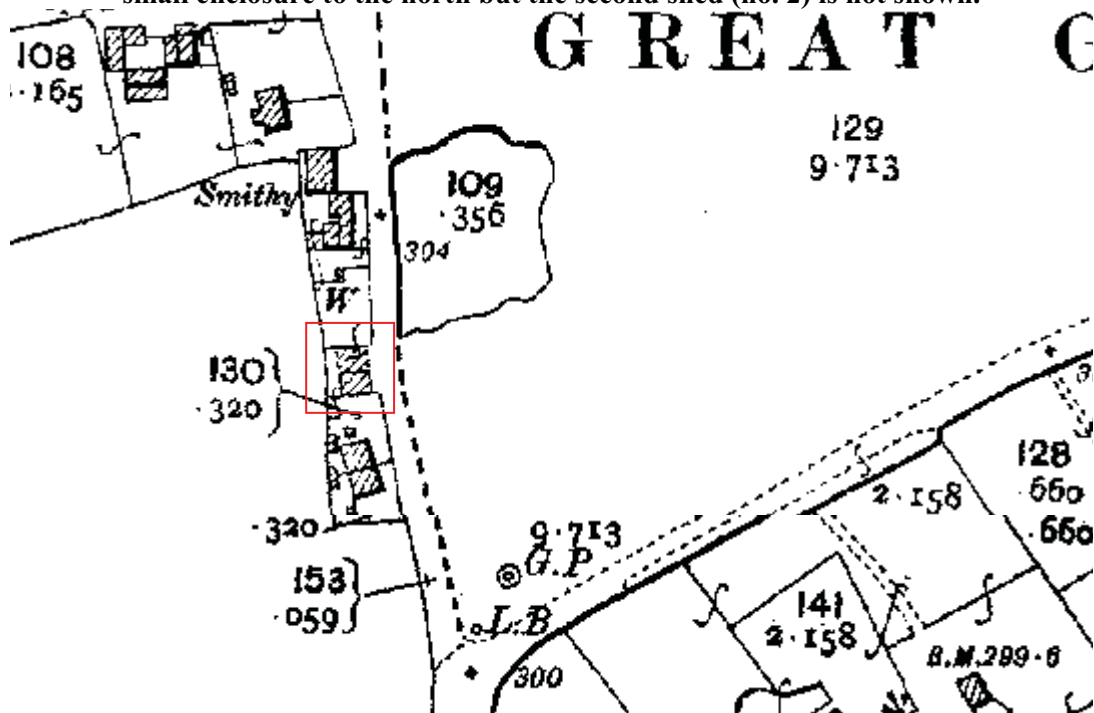 small enclosure to the north but the second shed (no. 2) is not shown.
GREAT G
108
·165
129
9·713
109
·356
Smithy
304
W
130
·320
128
·660
·660
2·158
·320
9·713
G.P
153
·059
L.B
141
2·158
B.M.299·6
300